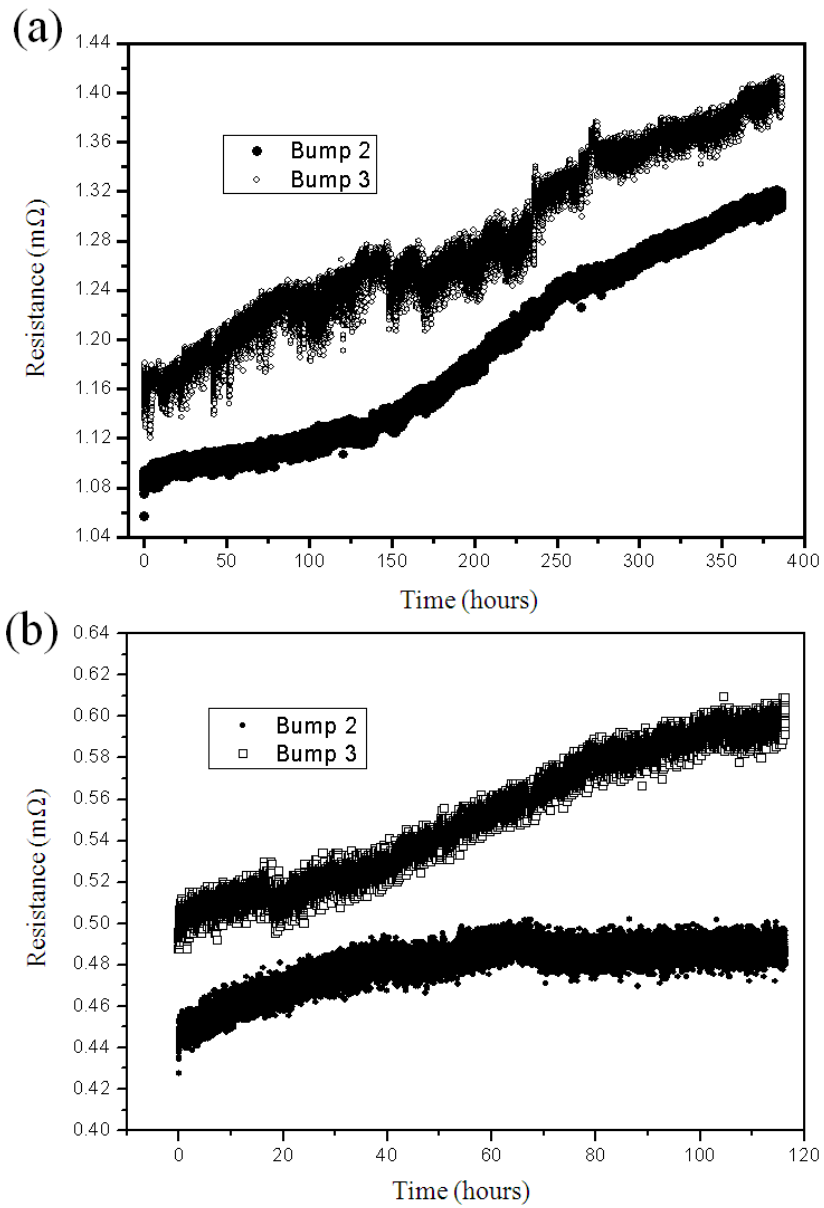 (a)
1.44
1.40
1.36
1.32
1.28
1.24
1.20
1.16
1.12
1.08
1.04
Resistance (mΩ)
Bump 2
Bump 3
0 50 100 150 200 250 300 350 400
Time (hours)
(b)
0.64
0.60
0.58
0.56
0.54
0.52
0.50
0.48
0.46
0.44
0.40
Resistance (mΩ)
Bump 2
Bump 3
0 20 40 60 80 100 120
Time (hours)